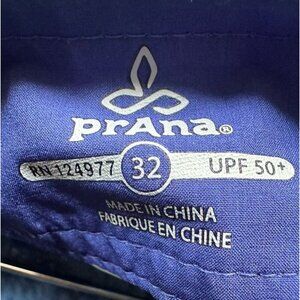 prAna®
RN 124977 32 UPF 50+
MADE IN CHINA
FABRIQUE EN CHINE